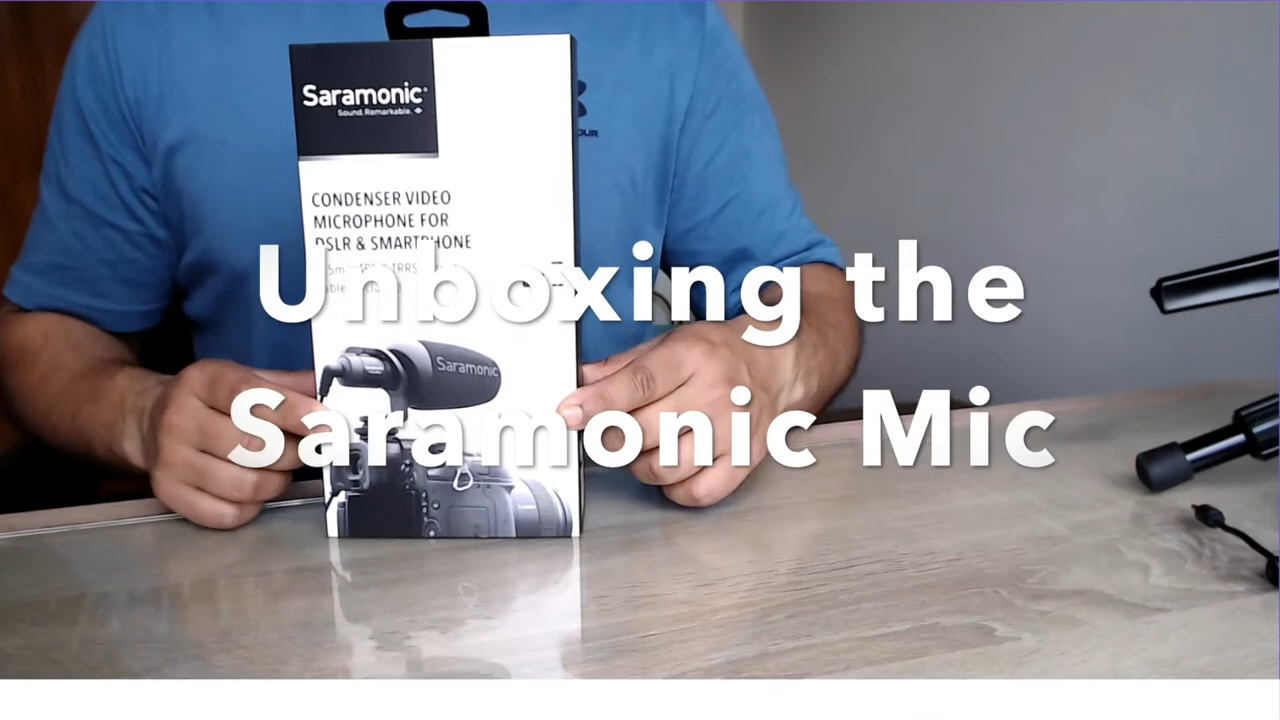 Saramonic
Sound. Remarkable.
CONDENSER VIDEO
MICROPHONE FOR
DSLR & SMARTPHONE
Unboxing the
Saramonic
Saramonic Mic